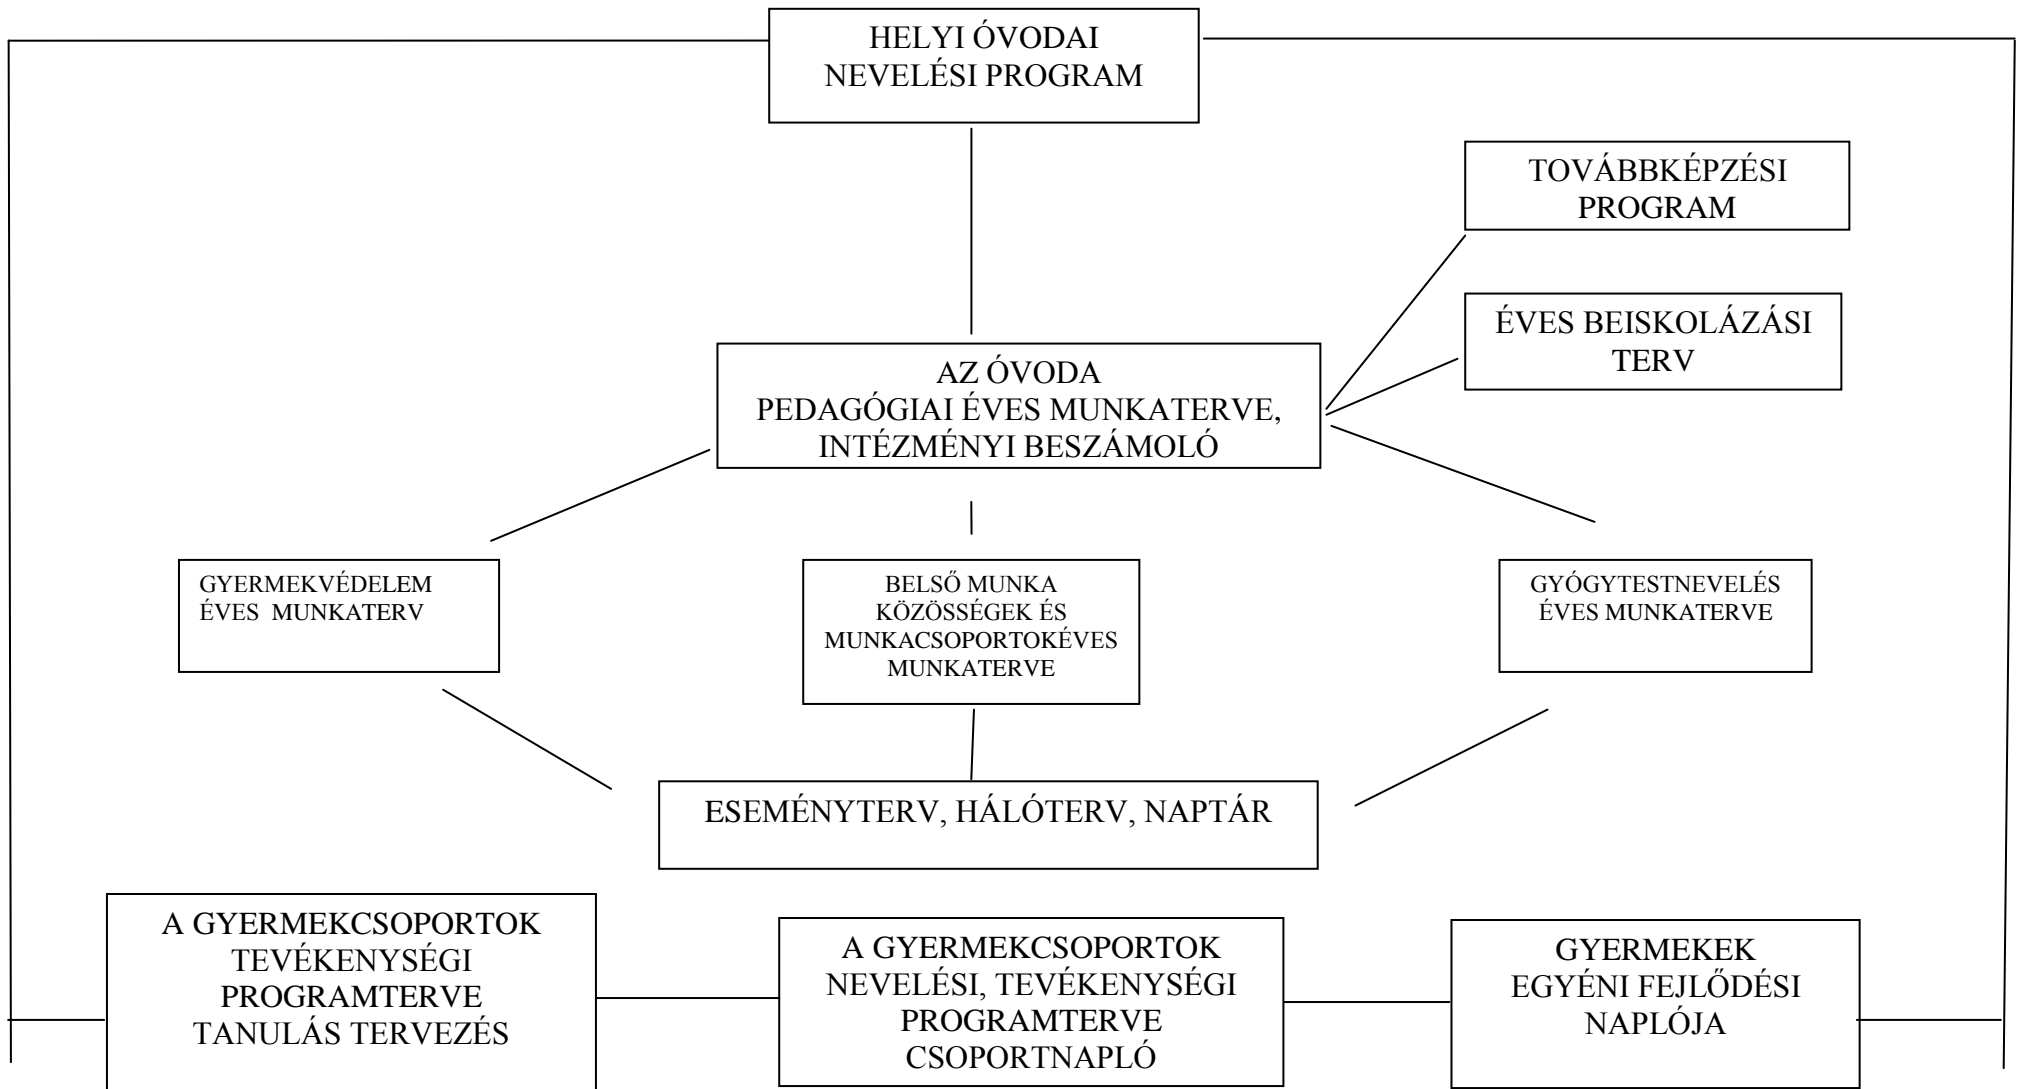 HELYI ÓVODAI
NEVELÉSI PROGRAM
TOVÁBBKÉPZÉSI
PROGRAM
ÉVES BEISKOLÁZÁSI
TERV
AZ ÓVODA
PEDAGÓGIAI ÉVES MUNKATERVE,
INTÉZMÉNYI BESZÁMOLÓ
GYERMEKVÉDELEM
ÉVES MUNKATERV
BELSŐ MUNKA
KÖZÖSSÉGEK ÉS
MUNKACSOPORTOKÉVES
MUNKATERVE
GYÓGYTESTNEVELÉS
ÉVES MUNKATERVE
ESEMÉNYTERV, HÁLÓTERV, NAPTÁR
A GYERMEKCSOPORTOK
TEVÉKENYSÉGI
PROGRAMTERVE
TANULÁS TERVEZÉS
A GYERMEKCSOPORTOK
NEVELÉSI, TEVÉKENYSÉGI
PROGRAMTERVE
CSOPORTNAPLÓ
GYERMEKEK
EGYÉNI FEJLŐDÉSI
NAPLÓJA